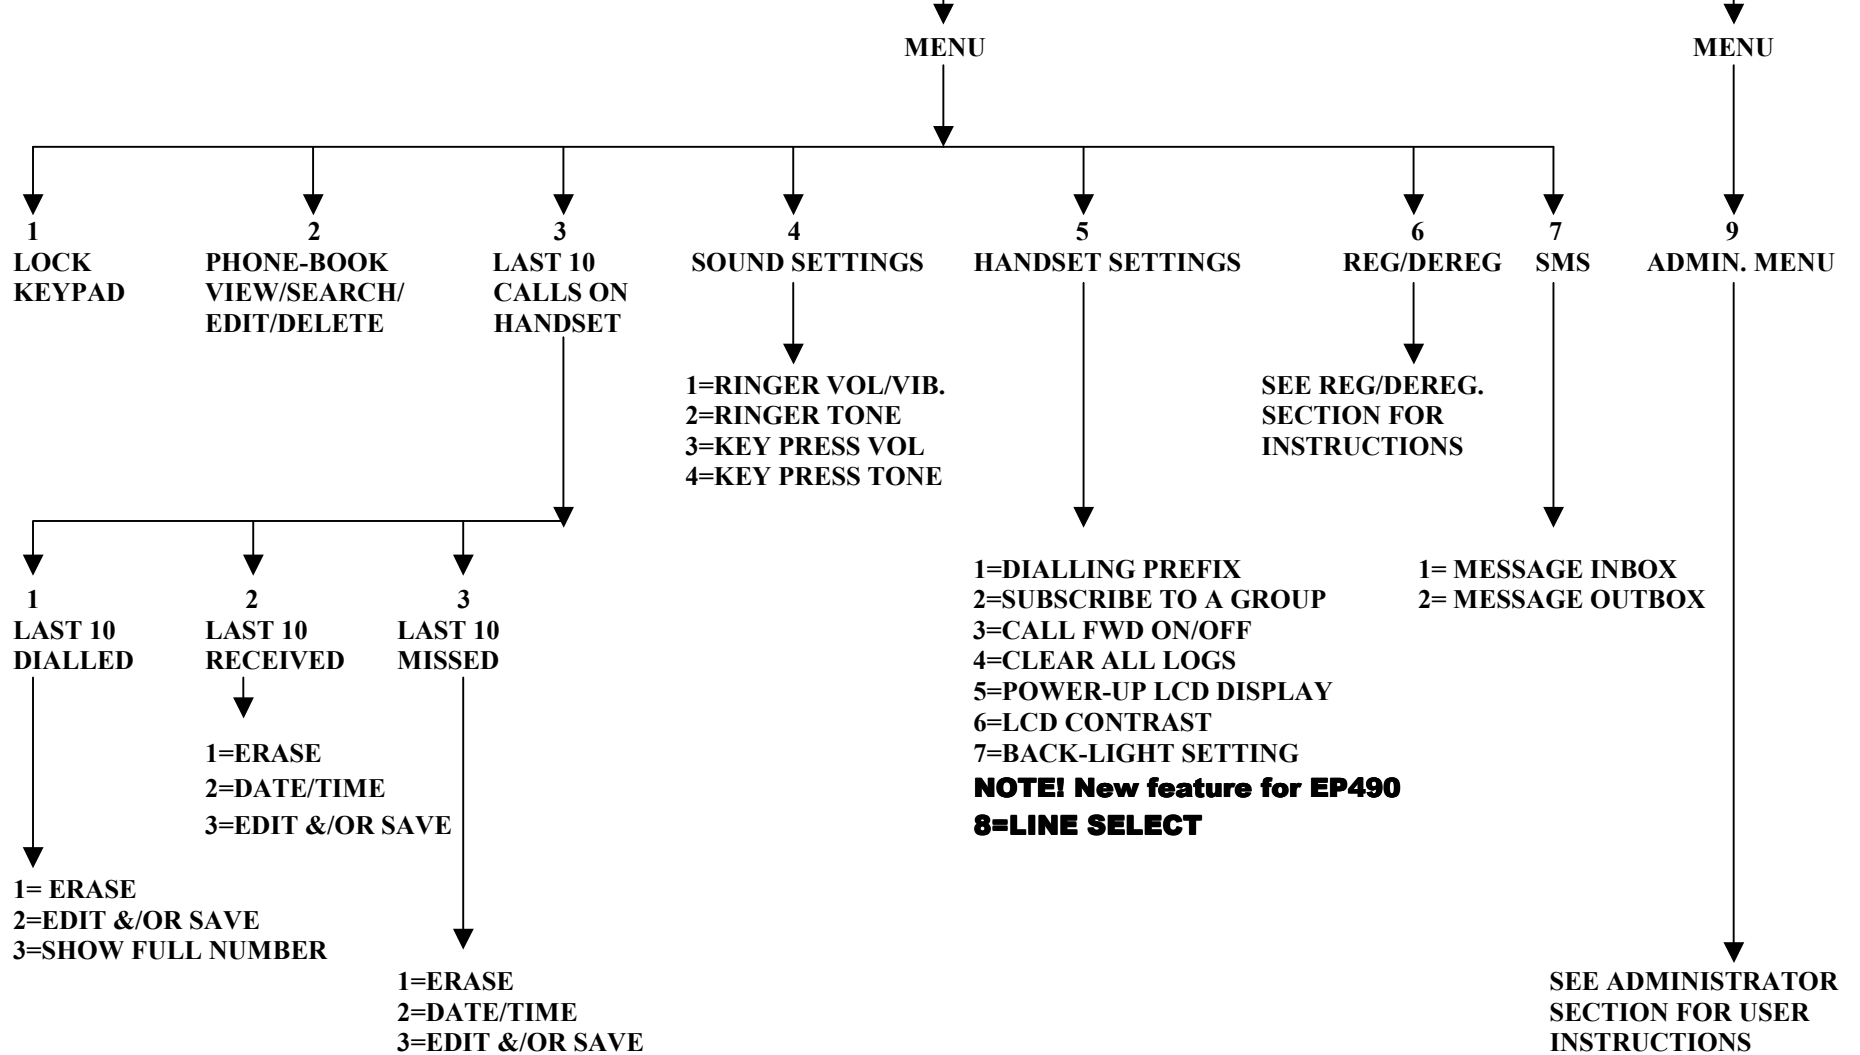 MENU
MENU
1
LOCK
KEYPAD
2
PHONE-BOOK
VIEW/SEARCH/
EDIT/DELETE
3
LAST 10
CALLS ON
HANDSET
4
SOUND SETTINGS
5
HANDSET SETTINGS
6
REG/DEREG
7
SMS
9
ADMIN. MENU
1=RINGER VOL/VIB.
2=RINGER TONE
3=KEY PRESS VOL
4=KEY PRESS TONE
SEE REG/DEREG.
SECTION FOR
INSTRUCTIONS
1
LAST 10
DIALLED
2
LAST 10
RECEIVED
3
LAST 10
MISSED
1=DIALLING PREFIX
2=SUBSCRIBE TO A GROUP
3=CALL FWD ON/OFF
4=CLEAR ALL LOGS
5=POWER-UP LCD DISPLAY
6=LCD CONTRAST
7=BACK-LIGHT SETTING
NOTE! New feature for EP490
8=LINE SELECT
1= MESSAGE INBOX
2= MESSAGE OUTBOX
1=ERASE
2=DATE/TIME
3=EDIT &/OR SAVE
1= ERASE
2=EDIT &/OR SAVE
3=SHOW FULL NUMBER
1=ERASE
2=DATE/TIME
3=EDIT &/OR SAVE
SEE ADMINISTRATOR
SECTION FOR USER
INSTRUCTIONS